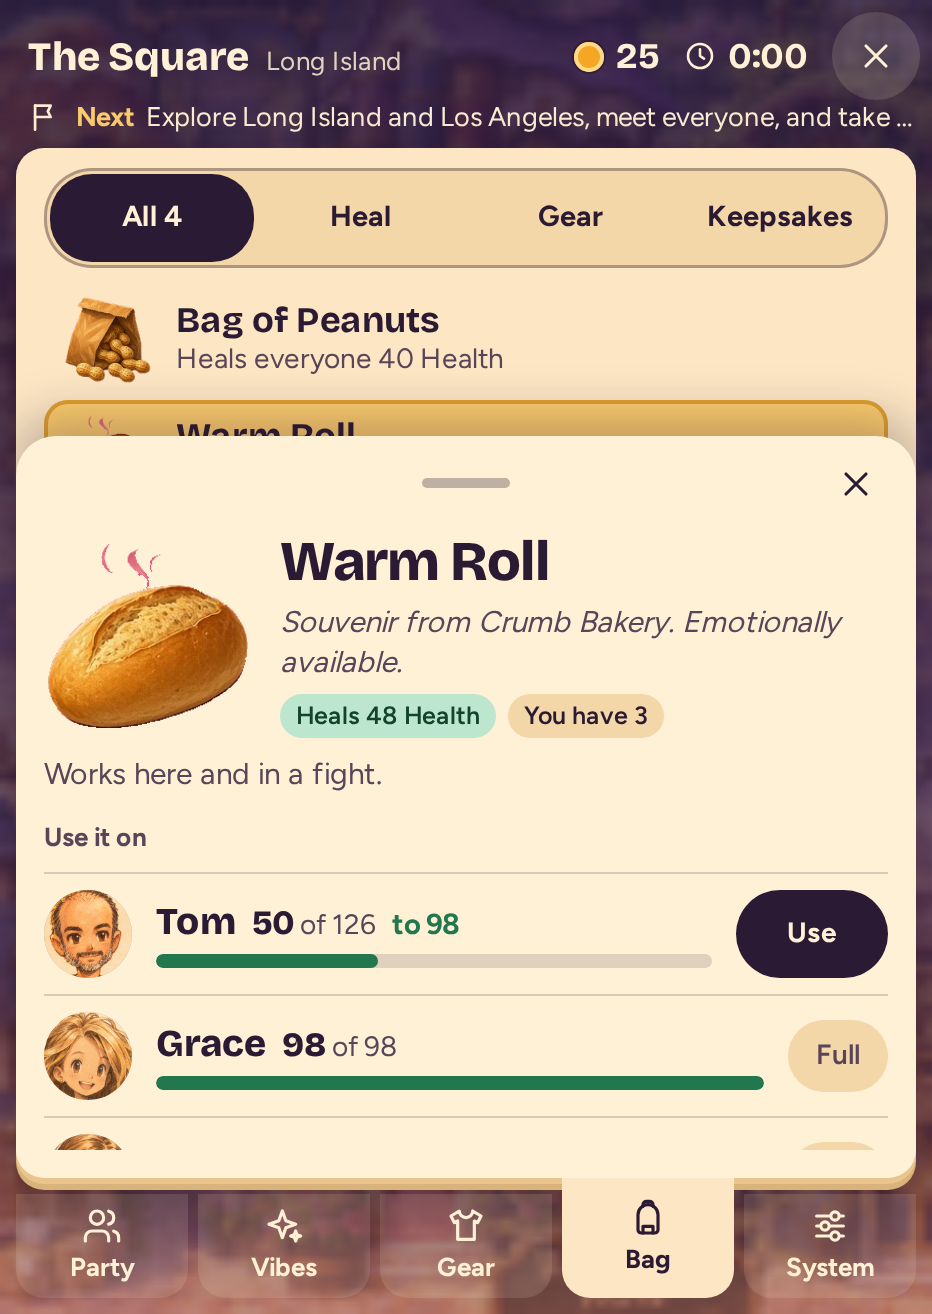 The Square Long Island 25 0:00
Next Explore Long Island and Los Angeles, meet everyone, and take ...
All 4 Heal Gear Keepsakes
Bag of Peanuts
Heals everyone 40 Health
Warm Roll
Warm Roll
Souvenir from Crumb Bakery. Emotionally
available.
Heals 48 Health You have 3
Works here and in a fight.
Use it on
Tom 50 of 126 to 98 Use
Grace 98 of 98 Full
Party Vibes Gear Bag System